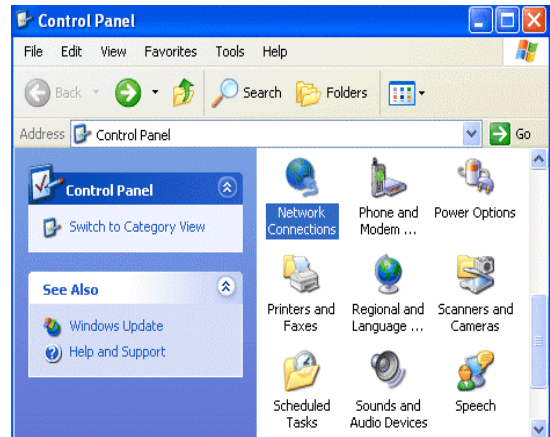 Control Panel
File Edit View Favorites Tools Help
Back Search Folders
Address Control Panel Go
Control Panel
Switch to Category View
See Also
Windows Update
Help and Support
Network Connections
Phone and Modem ...
Power Options
Printers and Faxes
Regional and Language ...
Scanners and Cameras
Scheduled Tasks
Sounds and Audio Devices
Speech